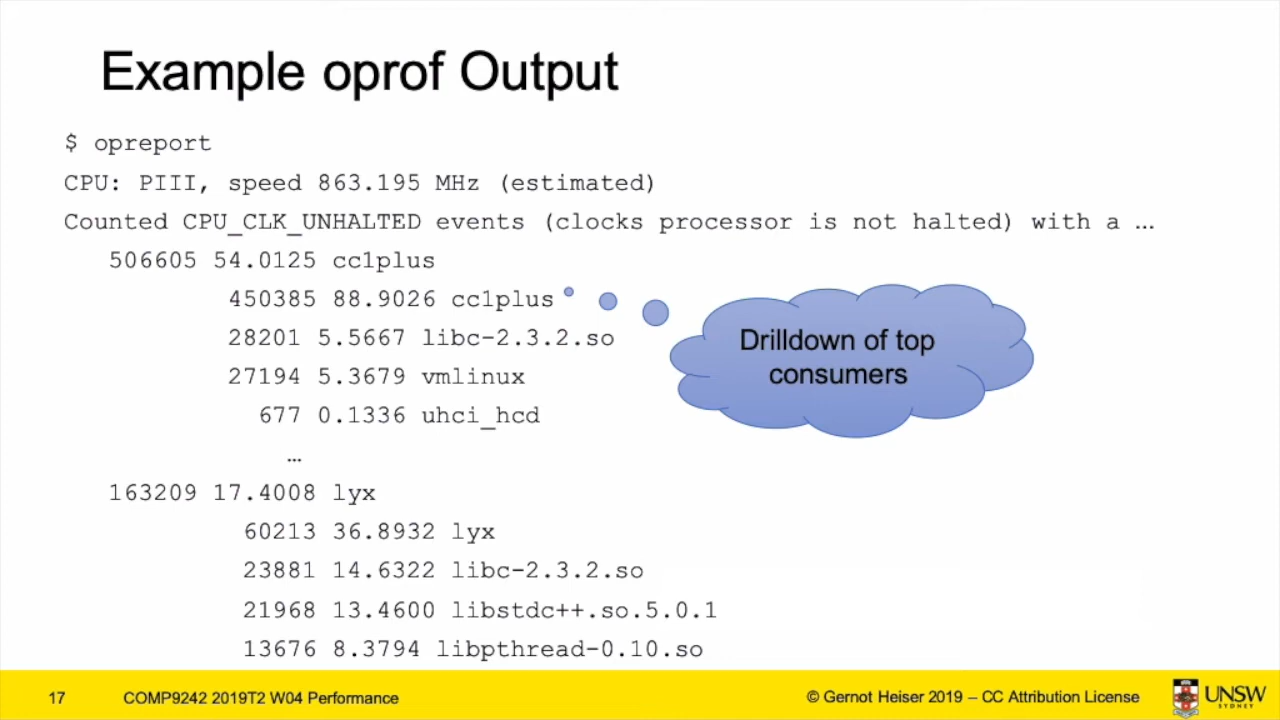 Example oprof Output
$ opreport
CPU: PIII, speed 863.195 MHz (estimated)
Counted CPU_CLK_UNHALTED events (clocks processor is not halted) with a …
506605 54.0125 cc1plus
450385 88.9026 cc1plus
28201 5.5667 libc-2.3.2.so
27194 5.3679 vmlinux
677 0.1336 uhci_hcd
…
163209 17.4008 lyx
60213 36.8932 lyx
23881 14.6322 libc-2.3.2.so
21968 13.4600 libstdc++.so.5.0.1
13676 8.3794 libpthread-0.10.so
Drilldown of top
consumers
17 COMP9242 2019T2 W04 Performance
© Gernot Heiser 2019 – CC Attribution License
UNSW
SYDNEY